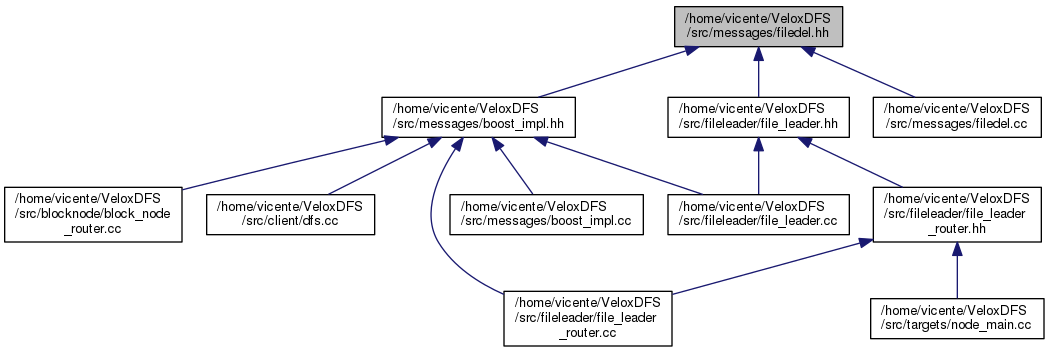 /home/vicente/VeloxDFS
/src/messages/filedel.hh
/home/vicente/VeloxDFS
/src/messages/boost_impl.hh
/home/vicente/VeloxDFS
/src/fileleader/file_leader.hh
/home/vicente/VeloxDFS
/src/messages/filedel.cc
/home/vicente/VeloxDFS
/src/blocknode/block_node
_router.cc
/home/vicente/VeloxDFS
/src/client/dfs.cc
/home/vicente/VeloxDFS
/src/messages/boost_impl.cc
/home/vicente/VeloxDFS
/src/fileleader/file_leader.cc
/home/vicente/VeloxDFS
/src/fileleader/file_leader
_router.hh
/home/vicente/VeloxDFS
/src/fileleader/file_leader
_router.cc
/home/vicente/VeloxDFS
/src/targets/node_main.cc